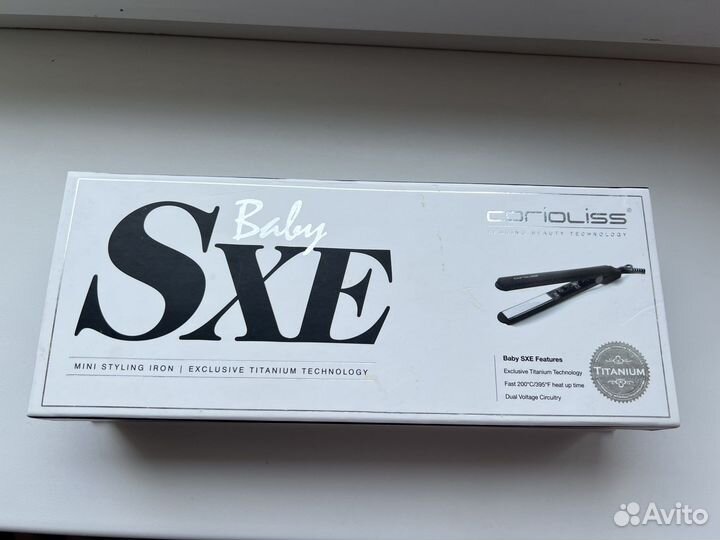 Baby
SXE
MINI STYLING IRON | EXCLUSIVE TITANIUM TECHNOLOGY
corioliss®
LEADING BEAUTY TECHNOLOGY
corioliss
Baby SXE Features
Exclusive Titanium Technology
Fast 200°C/395°F heat up time
Dual Voltage Circuitry
TITANIUM
Avito